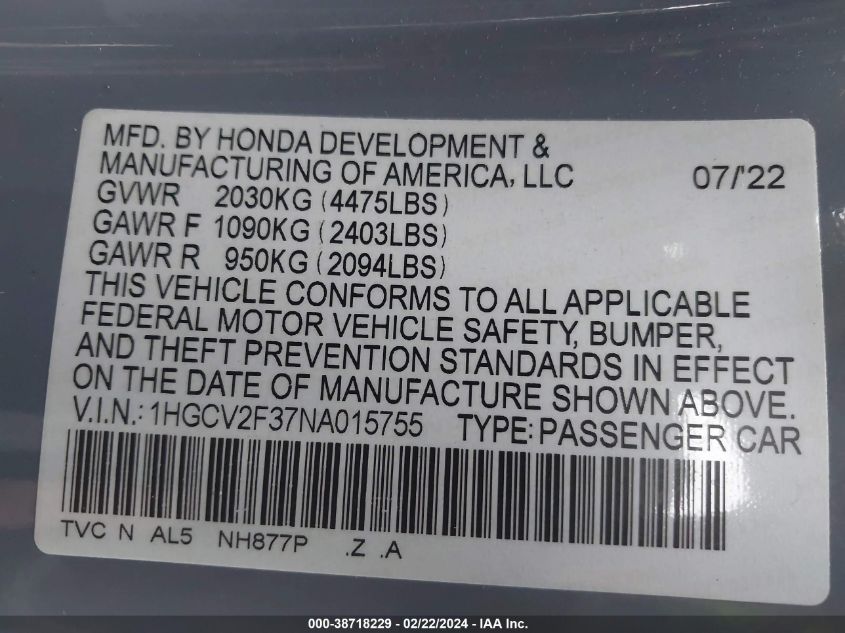 MFD. BY HONDA DEVELOPMENT &
MANUFACTURING OF AMERICA, LLC 07/'22
GVWR 2030KG (4475LBS)
GAWR F 1090KG (2403LBS)
GAWR R 950KG (2094LBS)
THIS VEHICLE CONFORMS TO ALL APPLICABLE
FEDERAL MOTOR VEHICLE SAFETY, BUMPER,
AND THEFT PREVENTION STANDARDS IN EFFECT
ON THE DATE OF MANUFACTURE SHOWN ABOVE.
V.I.N.: 1HGCV2F37NA015755 TYPE: PASSENGER CAR
TVC N AL5 NH877P .Z .A
000-38718229 - 02/22/2024 - IAA Inc.